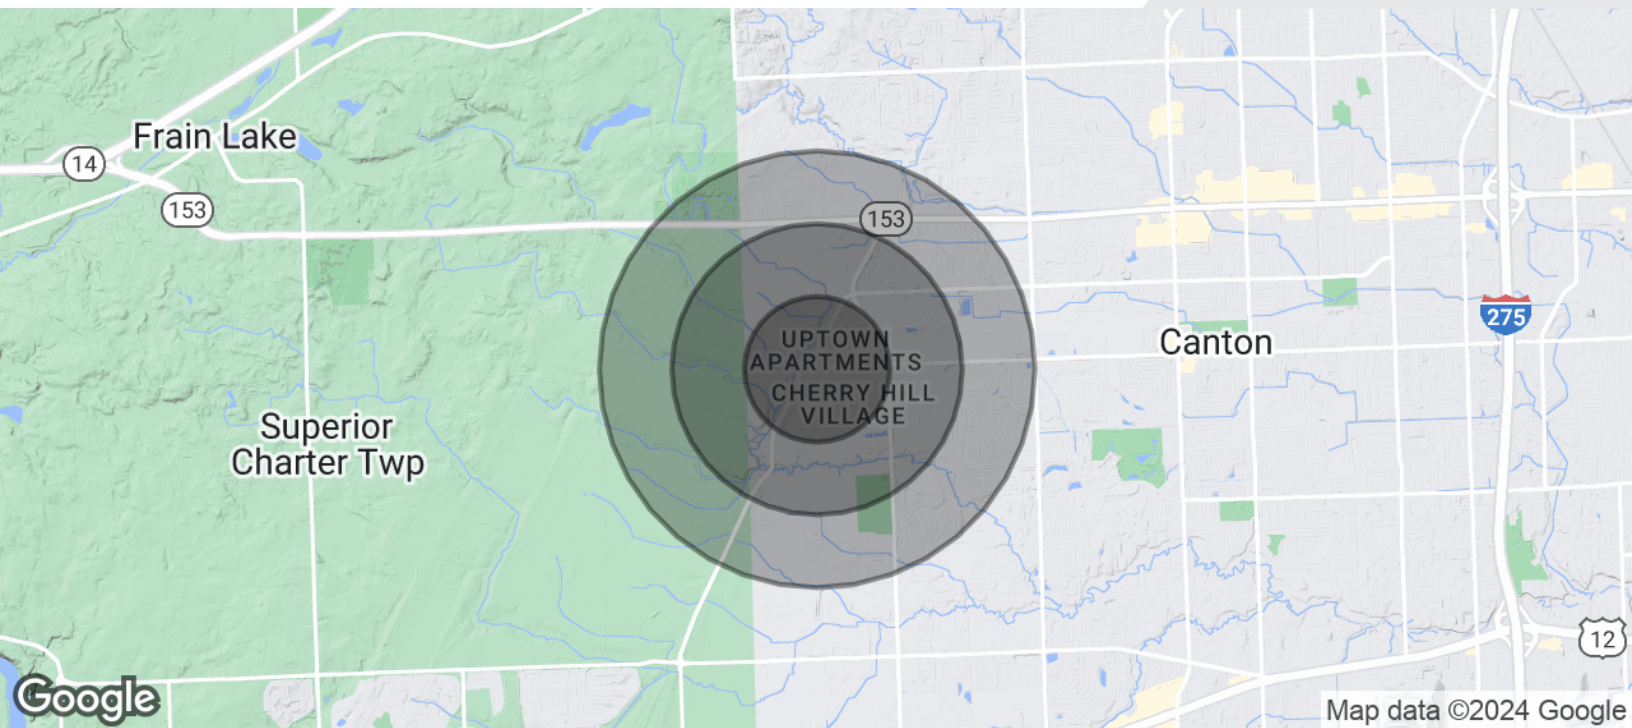 Frain Lake
14
153
153
275
UPTOWN
APARTMENTS
CHERRY HILL
VILLAGE
Canton
Superior
Charter Twp
12
Google
Map data ©2024 Google